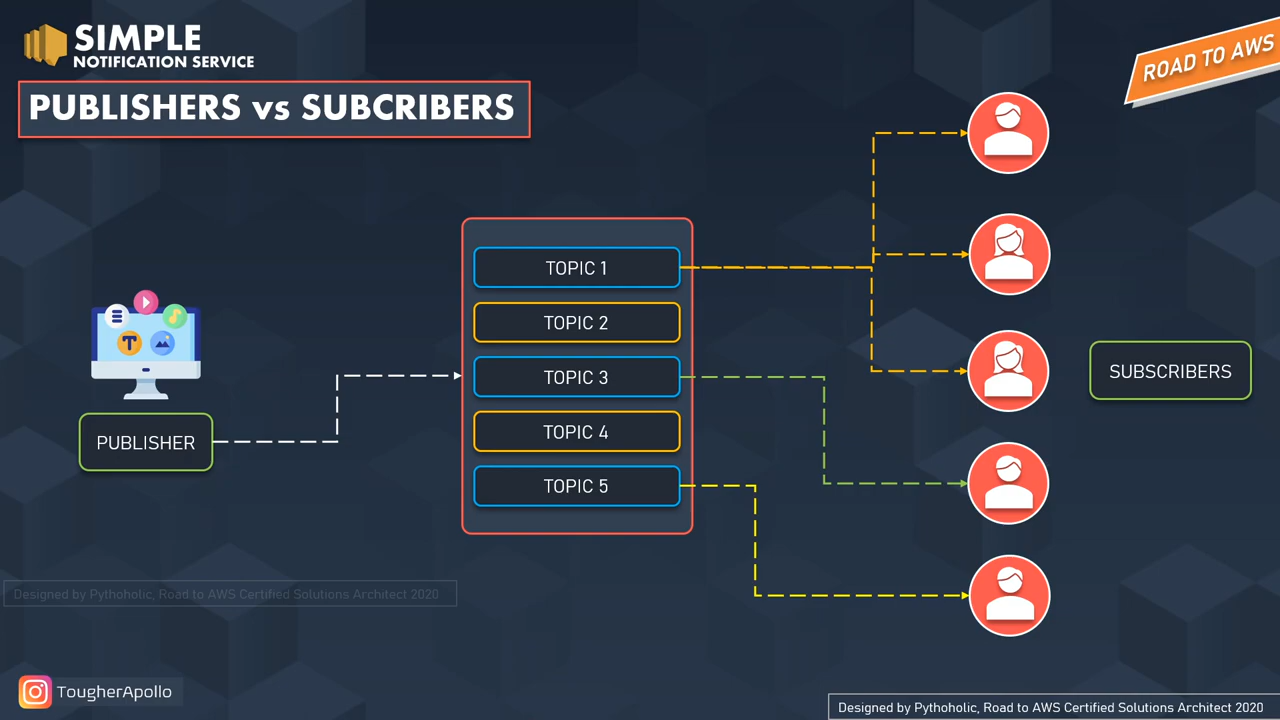 SIMPLE
NOTIFICATION SERVICE
ROAD TO AWS
PUBLISHERS vs SUBCRIBERS
TOPIC 1
TOPIC 2
TOPIC 3
TOPIC 4
TOPIC 5
SUBSCRIBERS
PUBLISHER
Designed by Pythoholic, Road to AWS Certified Solutions Architect 2020
TougherApollo
Designed by Pythoholic, Road to AWS Certified Solutions Architect 2020